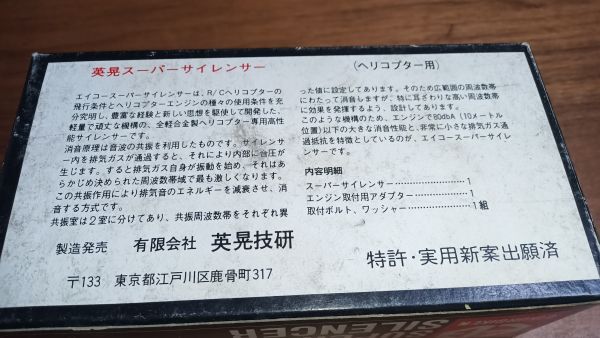 英晃スーパーサイレンサー
(ヘリコプター用)
エイコースーパーサイレンサーは、R/Cヘリコプターの
飛行条件とヘリコプターエンジンの種々の使用条件を充
分究明し、豊富な経験と新しい思想を駆使して開発した、
軽量で頑丈な機構の、全軽合金製ヘリコプター専用高性
能サイレンサーです。
消音原理は音波の共振を利用したものです。サイレンサ
ー内を排気ガスが通過すると、それにより内部に台圧が
生じます。すると排気ガス自身が振動を始め、それはあ
らかじめ決められた周波数帯域で最も激しくなります。
この共振作用により排気音のエネルギーを減衰させ、消
音する方式です。
共振室は2室に分けてあり、共振周波数帯をそれぞれ異
った値に設定してあります。そのため広範囲の周波数帯
にわたって消音しますが、特に耳ざわりな高い周波数帯
に効果を発揮するよう、設計してあります。
このような機構のため、エンジンで80dbA(10メートル
位置)以下の大きな消音性能と、非常に小さな排気ガス通
過抵抗を特徴としているのが、エイコースーパーサイレ
ンサーです。
内容明細
スーパーサイレンサー…………………1
エンジン取付用アダプター……………1
取付ボルト、ワッシャー………………1組
製造発売 有限会社 英晃技研
〒133 東京都江戸川区鹿骨町317
特許・実用新案出願済
SILENCER